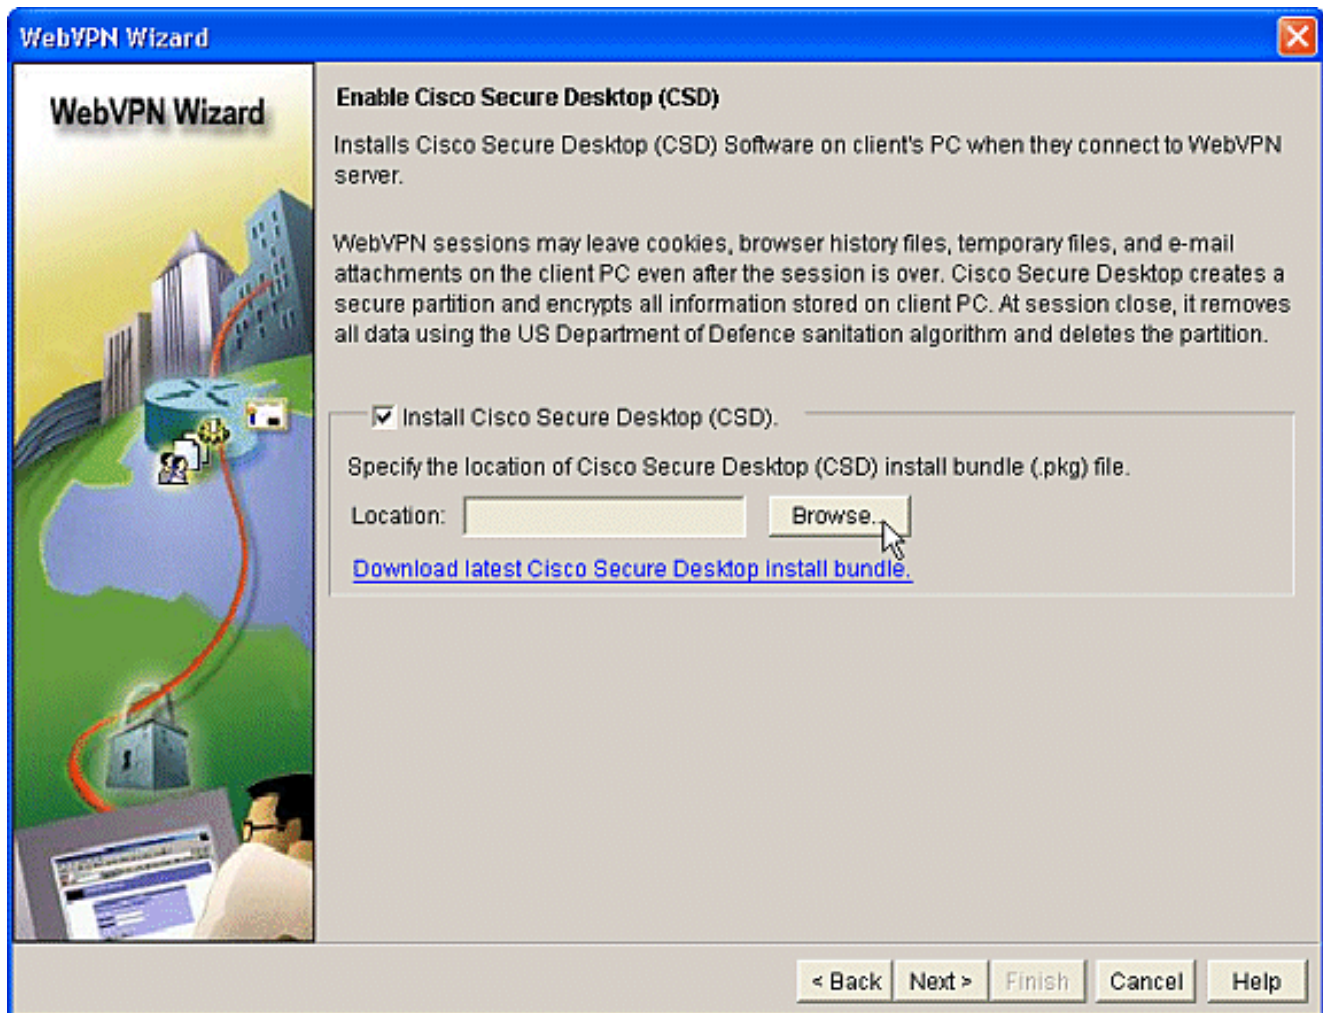 WebVPN Wizard
WebVPN Wizard
Enable Cisco Secure Desktop (CSD)
Installs Cisco Secure Desktop (CSD) Software on client's PC when they connect to WebVPN
server.
WebVPN sessions may leave cookies, browser history files, temporary files, and e-mail
attachments on the client PC even after the session is over. Cisco Secure Desktop creates a
secure partition and encrypts all information stored on client PC. At session close, it removes
all data using the US Department of Defence sanitation algorithm and deletes the partition.
Install Cisco Secure Desktop (CSD).
Specify the location of Cisco Secure Desktop (CSD) install bundle (.pkg) file.
Location:
Browse...
Download latest Cisco Secure Desktop install bundle.
< Back
Next >
Finish
Cancel
Help